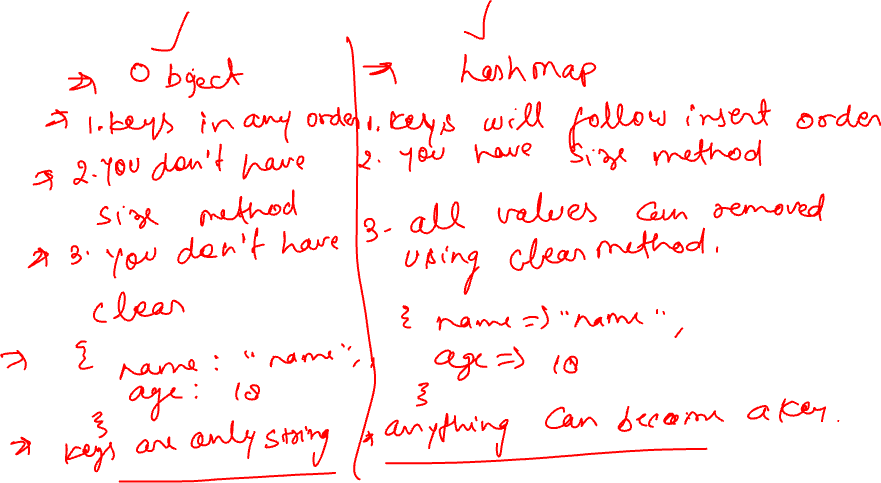 Object
1. keys in any order
2. you don't have
size method
3. you don't have
clear
{ name : "name",
age : 10
}
keys are only string
hashmap
1. keys will follow insert order
2. you have size method
3- all values can removed
using clear method.
{ name => "name",
age => 10
}
anything can become a key.